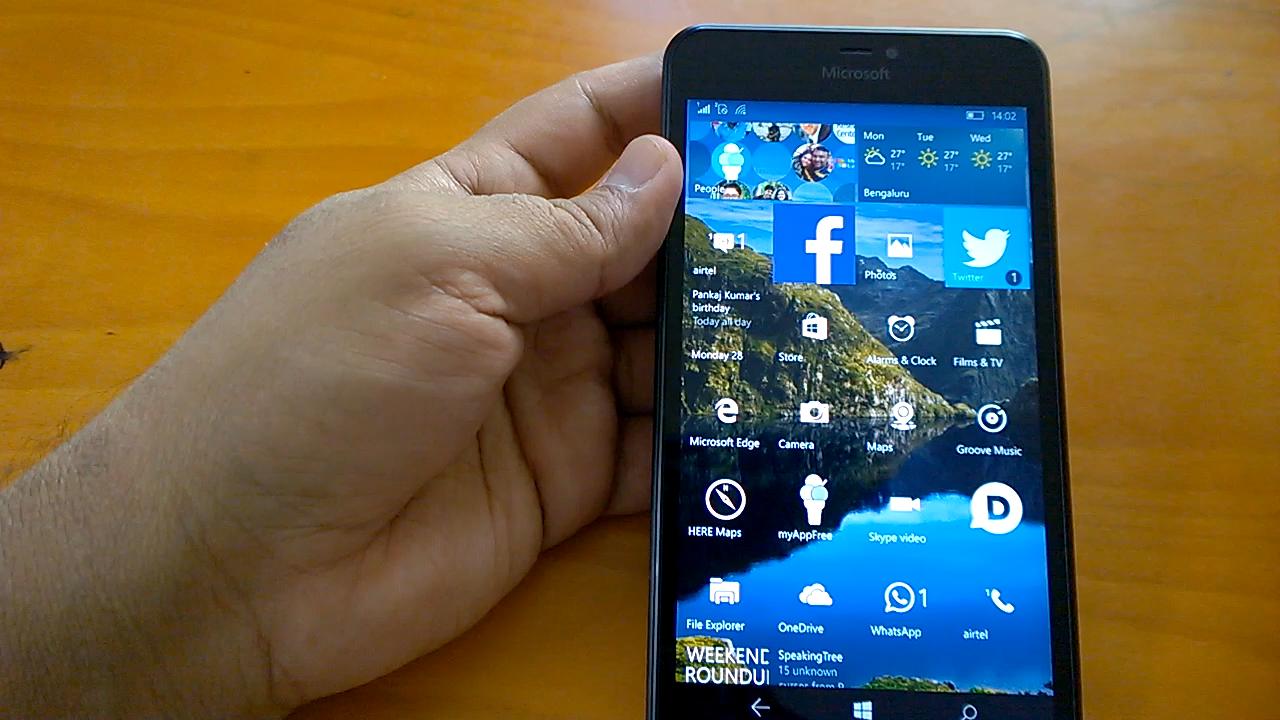 Microsoft
14:02
Mon Tue Wed
27° 27° 27°
17° 17° 17°
People
Bengaluru
1
airtel
Photos
Twitter 1
Pankaj Kumar's
birthday
Today all day
Monday 28
Store
Alarms & Clock
Films & TV
Microsoft Edge
Camera
Maps
Groove Music
D
HERE Maps
myAppFree
Skype video
File Explorer
OneDrive
1
WhatsApp
1
airtel
WEEKEND
ROUNDU
SpeakingTree
15 unknown